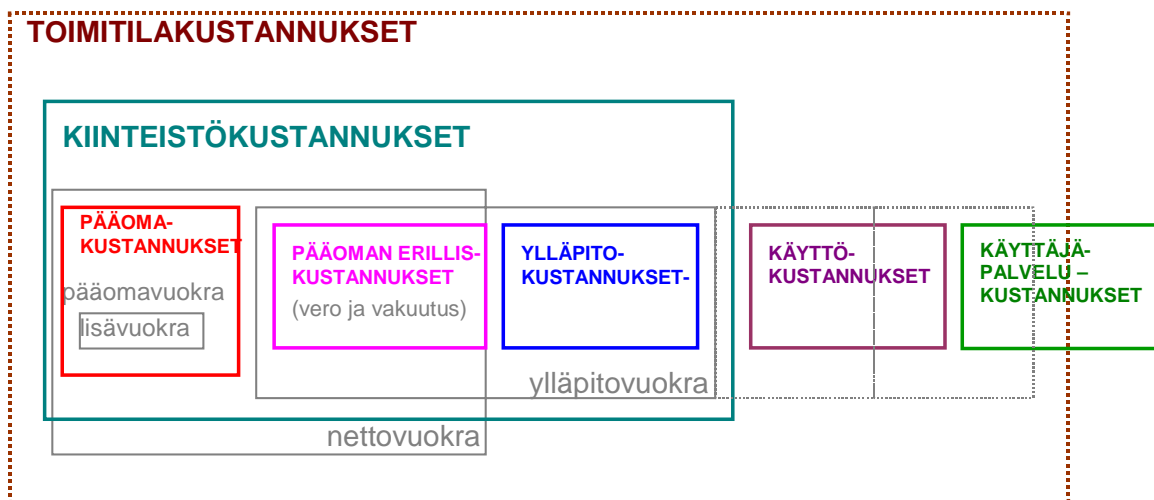 TOIMITILAKUSTANNUKSET
KIINTEISTÖKUSTANNUKSET
PÄÄOMA-
KUSTANNUKSET
pääomavuokra
lisävuokra
PÄÄOMAN ERILLIS-
KUSTANNUKSET
(vero ja vakuutus)
YLLÄPITO-
KUSTANNUKSET-
KÄYTTÖ-
KUSTANNUKSET
KÄYTTÄJÄ-
PALVELU –
KUSTANNUKSET
ylläpitovuokra
nettovuokra